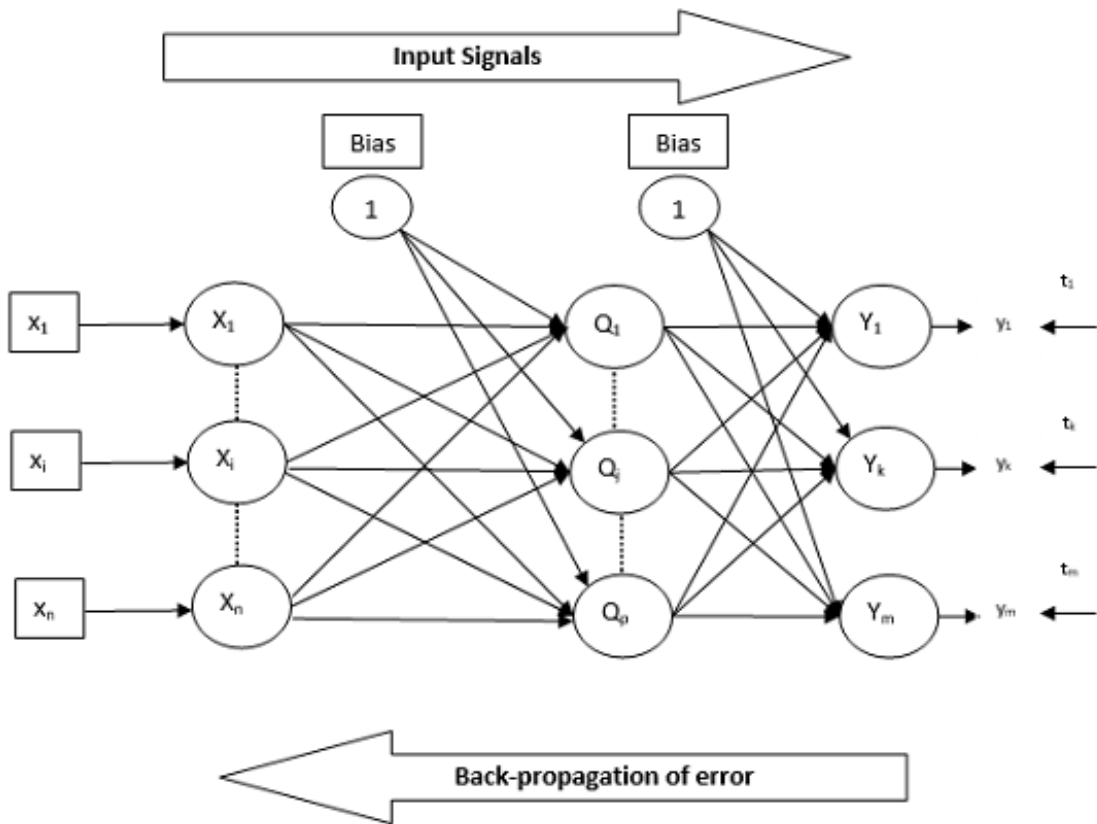 Input Signals
Bias
Bias
1
1
t₁
x₁
X₁
Q₁
Y₁
y₁
tₖ
xᵢ
Xᵢ
Qⱼ
Yₖ
yₖ
tₘ
xₙ
Xₙ
Qₚ
Yₘ
yₘ
Back-propagation of error